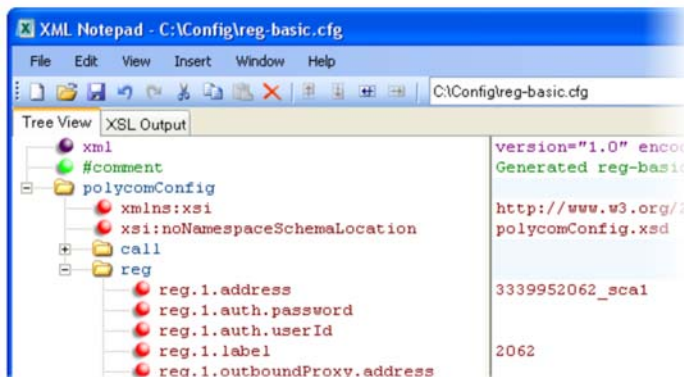 XML Notepad - C:\Config\reg-basic.cfg
File Edit View Insert Window Help
C:\Config\reg-basic.cfg
Tree View XSL Output
xml version="1.0"
#comment Generated reg-basic
polycomConfig
xmlns:xsi http://www.w3.org/
xsi:noNamespaceSchemaLocation polycomConfig.xsd
call
reg
reg.1.address 3339952062_sca1
reg.1.auth.password
reg.1.auth.userId
reg.1.label 2062
reg.1.outboundProxy.address